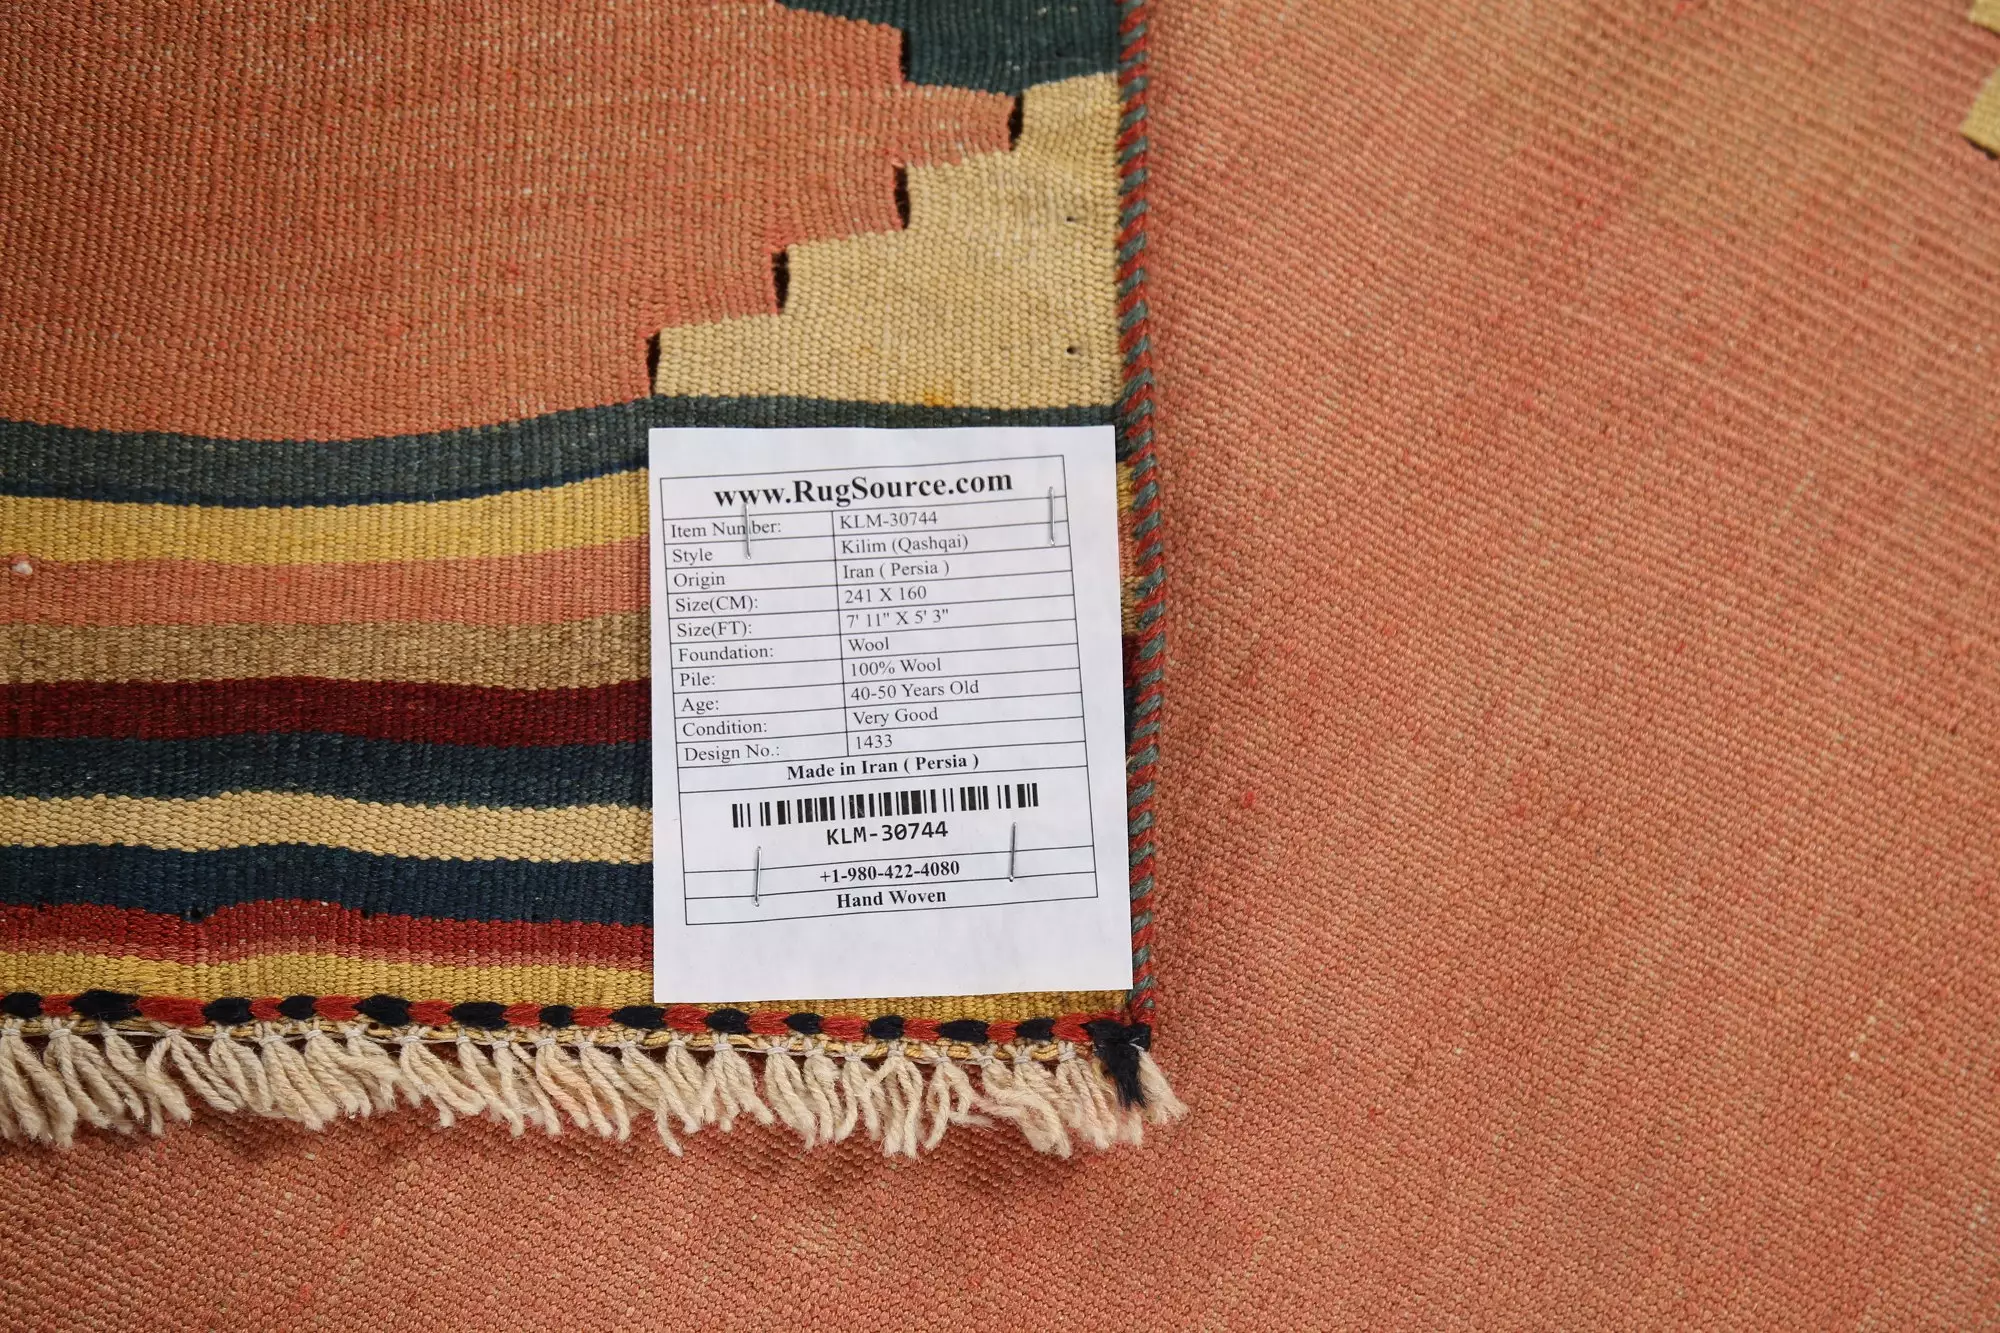 www.RugSource.com
Item Number: KLM-30744
Style Kilim (Qashqai)
Origin Iran ( Persia )
Size(CM): 241 X 160
Size(FT): 7' 11" X 5' 3"
Foundation: Wool
Pile: 100% Wool
Age: 40-50 Years Old
Condition: Very Good
Design No.: 1433
Made in Iran ( Persia )
KLM-30744
+1-980-422-4080
Hand Woven